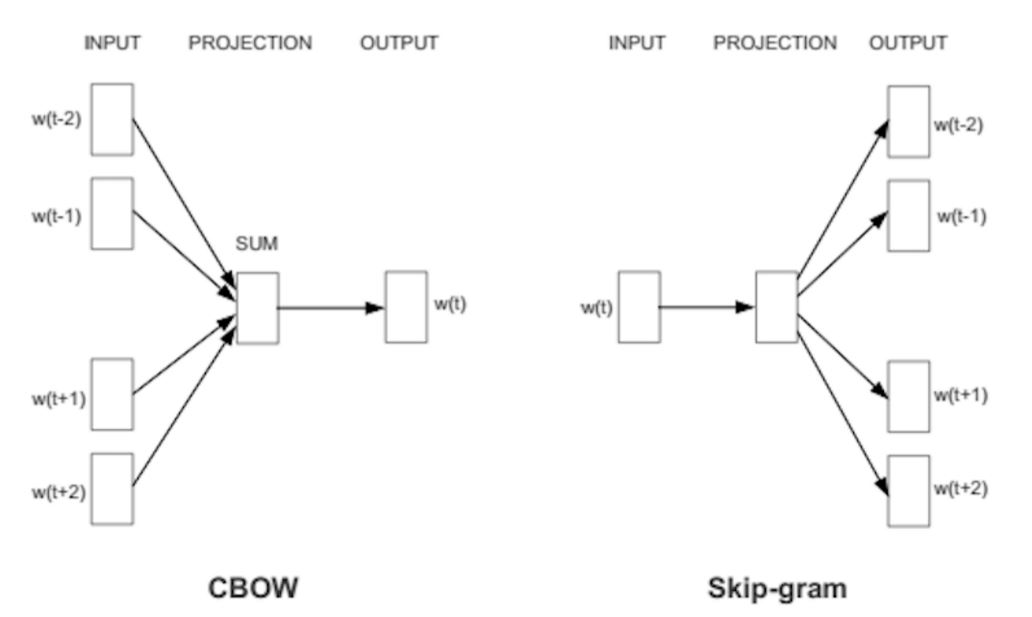 INPUT PROJECTION OUTPUT
w(t-2)
w(t-1)
SUM
w(t)
w(t+1)
w(t+2)
CBOW
INPUT PROJECTION OUTPUT
w(t-2)
w(t-1)
w(t)
w(t+1)
w(t+2)
Skip-gram